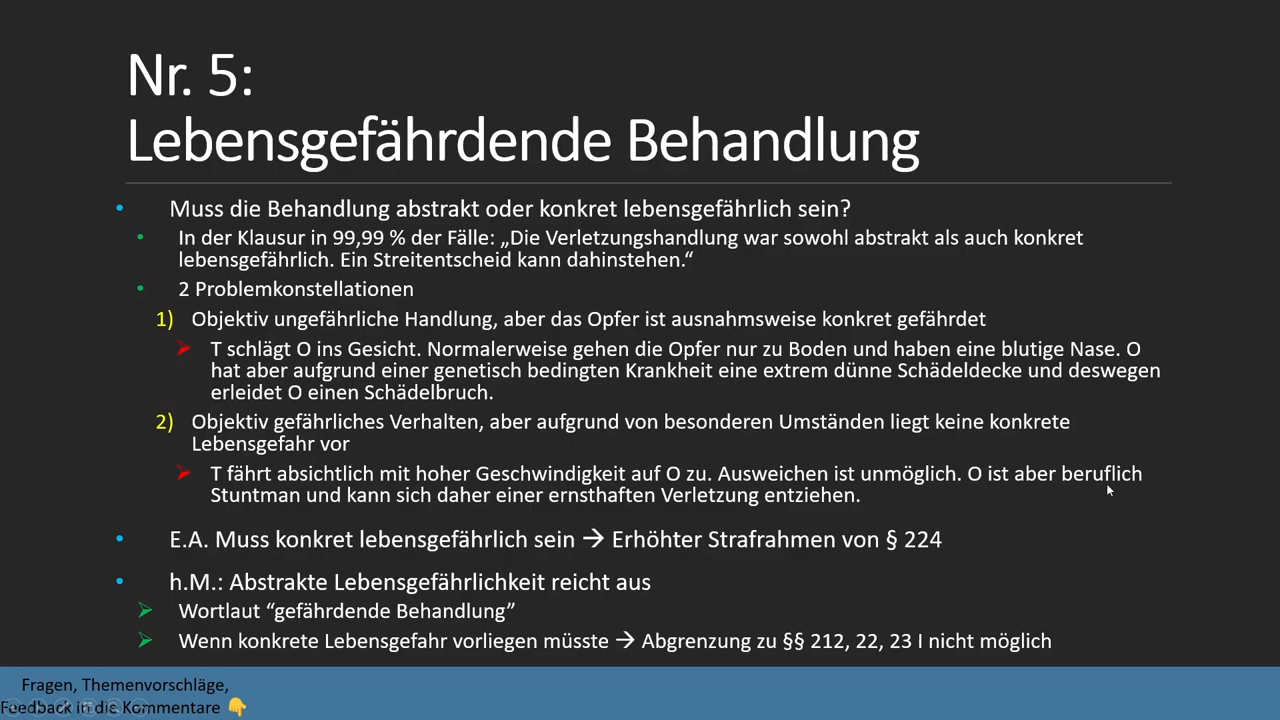 Nr. 5:
Lebensgefährdende Behandlung
• Muss die Behandlung abstrakt oder konkret lebensgefährlich sein?
• In der Klausur in 99,99 % der Fälle: „Die Verletzungshandlung war sowohl abstrakt als auch konkret
lebensgefährlich. Ein Streitentscheid kann dahinstehen.“
• 2 Problemkonstellationen
1) Objektiv ungefährliche Handlung, aber das Opfer ist ausnahmsweise konkret gefährdet
➢ T schlägt O ins Gesicht. Normalerweise gehen die Opfer nur zu Boden und haben eine blutige Nase. O
hat aber aufgrund einer genetisch bedingten Krankheit eine extrem dünne Schädeldecke und deswegen
erleidet O einen Schädelbruch.
2) Objektiv gefährliches Verhalten, aber aufgrund von besonderen Umständen liegt keine konkrete
Lebensgefahr vor
➢ T fährt absichtlich mit hoher Geschwindigkeit auf O zu. Ausweichen ist unmöglich. O ist aber beruflich
Stuntman und kann sich daher einer ernsthaften Verletzung entziehen.
• E.A. Muss konkret lebensgefährlich sein → Erhöhter Strafrahmen von § 224
• h.M.: Abstrakte Lebensgefährlichkeit reicht aus
➢ Wortlaut “gefährdende Behandlung”
➢ Wenn konkrete Lebensgefahr vorliegen müsste → Abgrenzung zu §§ 212, 22, 23 I nicht möglich
Fragen, Themenvorschläge,
Feedback in die Kommentare 👇